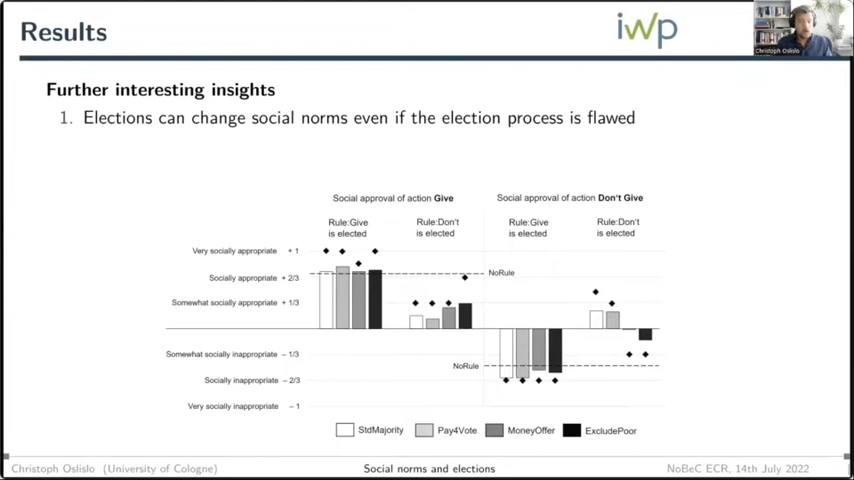 Results
iwp
Christoph Oslislo
Further interesting insights
1. Elections can change social norms even if the election process is flawed
Social approval of action Give
Social approval of action Don't Give
Rule:Give is elected
Rule:Don't is elected
Rule:Give is elected
Rule:Don't is elected
Very socially appropriate + 1
Socially appropriate + 2/3
NoRule
Somewhat socially appropriate + 1/3
Somewhat socially inappropriate – 1/3
NoRule
Socially inappropriate – 2/3
Very socially inappropriate – 1
StdMajority
Pay4Vote
MoneyOffer
ExcludePoor
Christoph Oslislo (University of Cologne)
Social norms and elections
NoBeC ECR, 14th July 2022